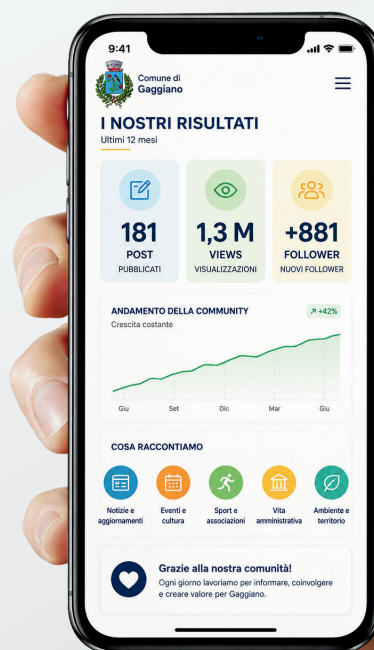 9:41
Comune di
Gaggiano
I NOSTRI RISULTATI
Ultimi 12 mesi
181
POST
PUBBLICATI
1,3 M
VIEWS
VISUALIZZAZIONI
+881
FOLLOWER
NUOVI FOLLOWER
ANDAMENTO DELLA COMMUNITY
+42%
Crescita costante
Giu Set Dic Mar Giu
COSA RACCONTIAMO
Notizie e
aggiornamenti
Eventi e
cultura
Sport e
associazioni
Vita
amministrativa
Ambiente e
territorio
Grazie alla nostra comunità!
Ogni giorno lavoriamo per informare, coinvolgere
e creare valore per Gaggiano.